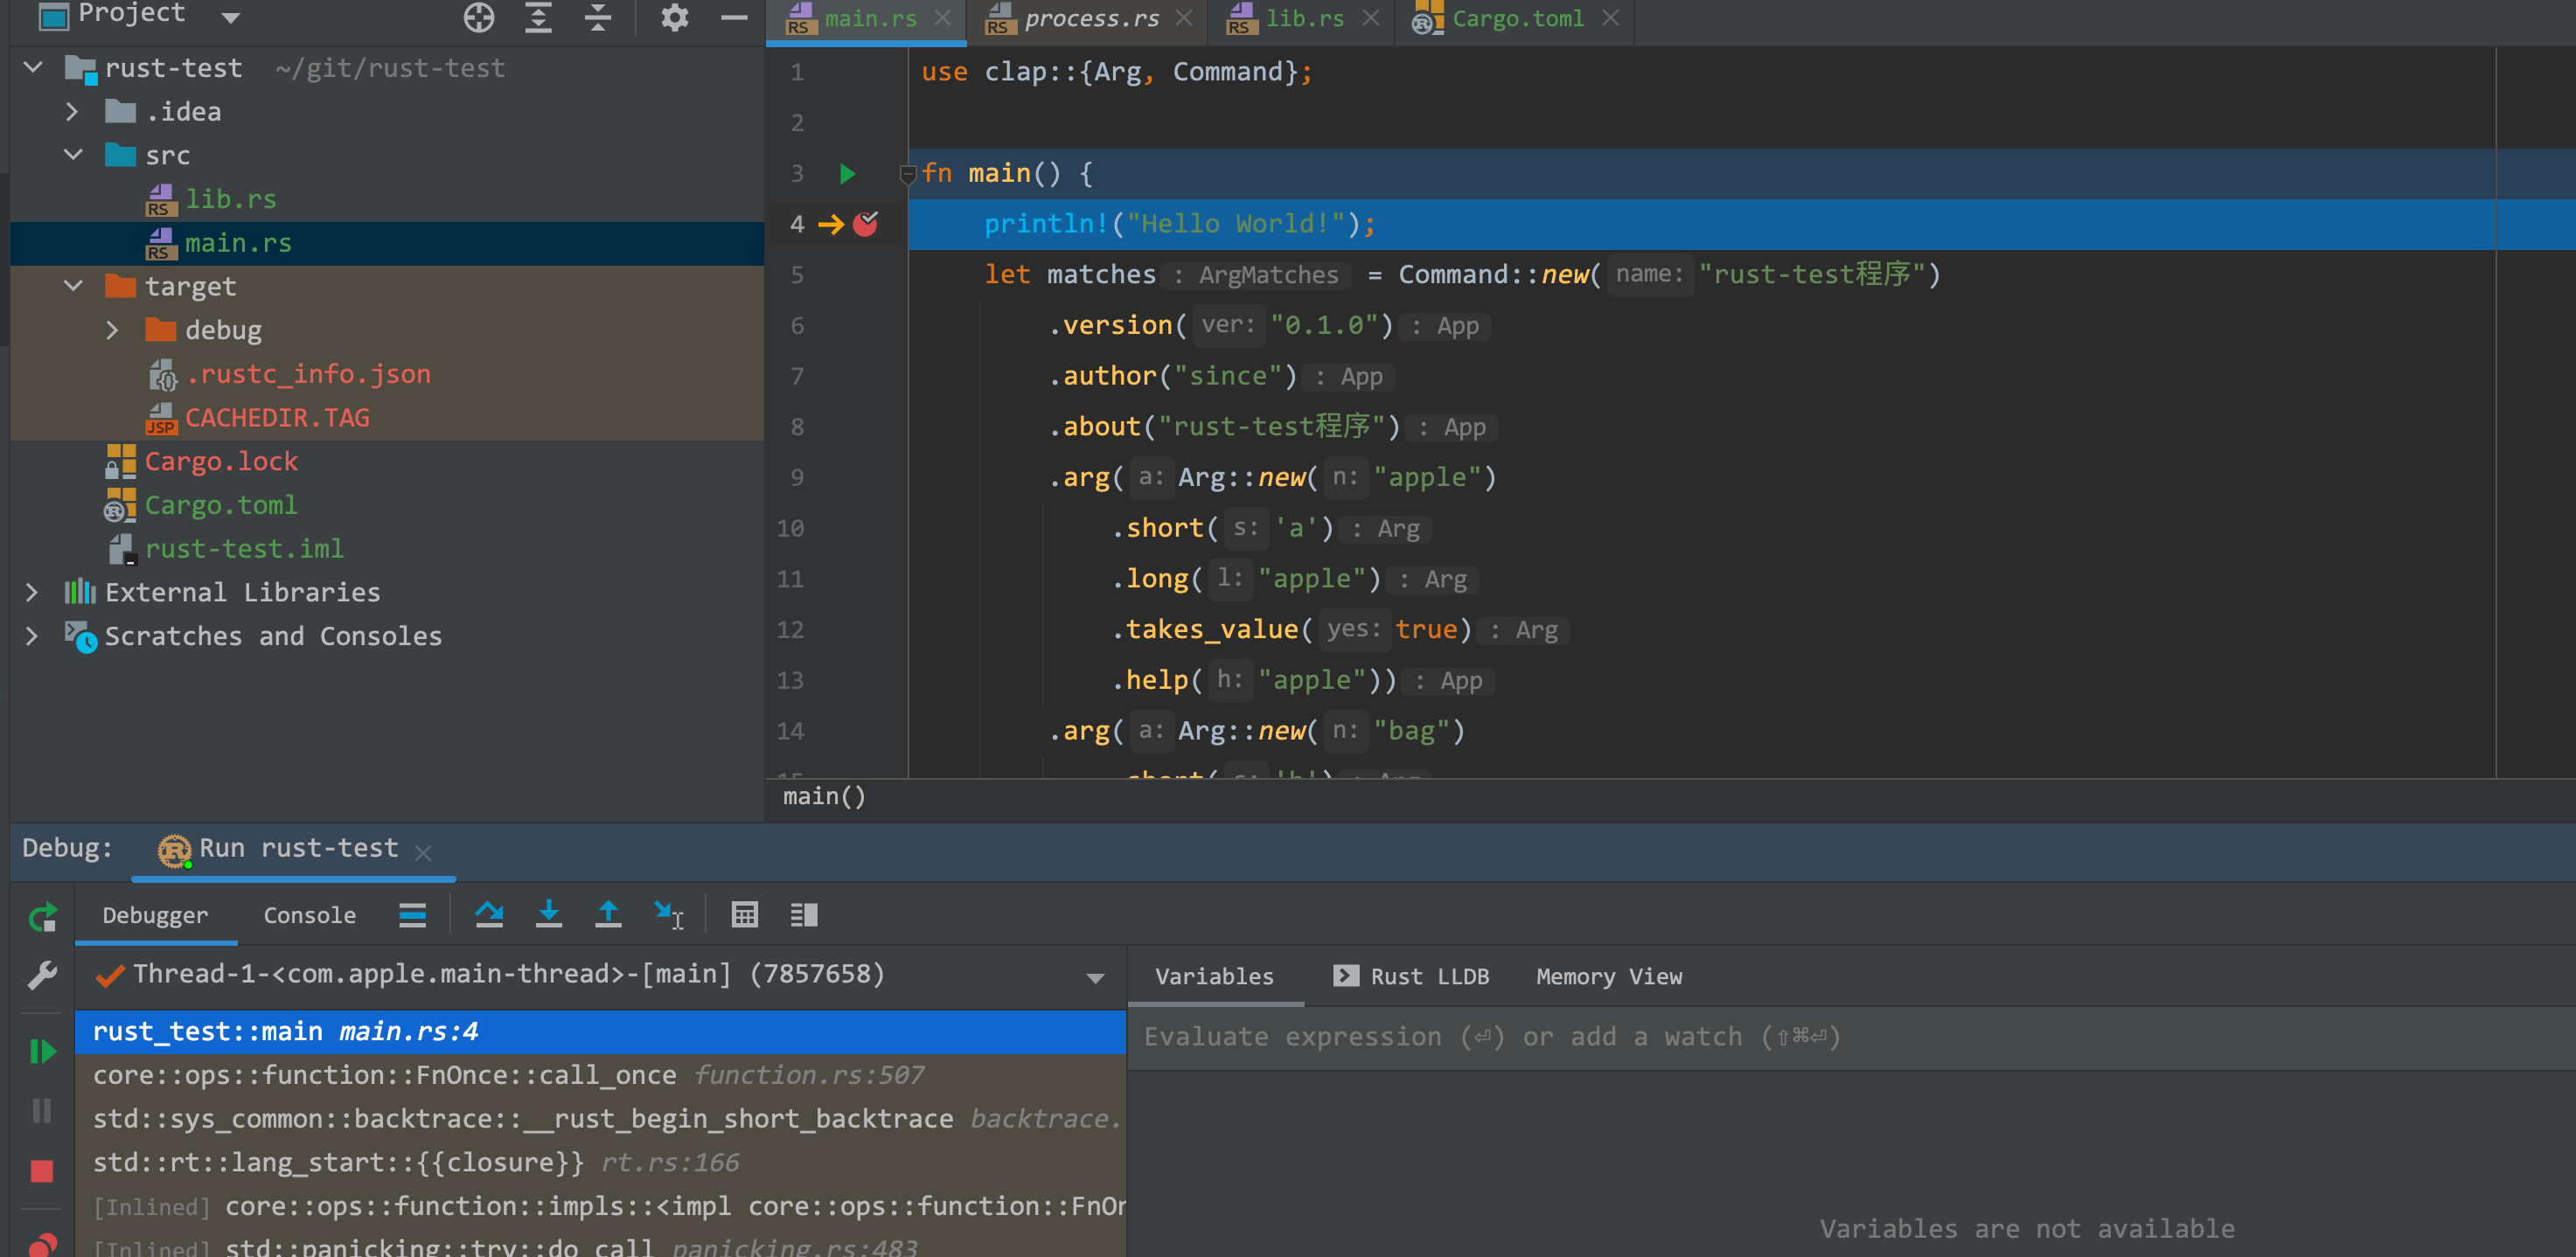 Project
rust-test ~/git/rust-test
.idea
src
RS lib.rs
RS main.rs
target
debug
.rustc_info.json
JSP CACHEDIR.TAG
Cargo.lock
Cargo.toml
rust-test.iml
External Libraries
Scratches and Consoles
RS main.rs
RS process.rs
RS lib.rs
Cargo.toml
1 use clap::{Arg, Command};
2
3 fn main() {
4 println!("Hello World!");
5 let matches : ArgMatches = Command::new( name: "rust-test程序")
6 .version( ver: "0.1.0") : App
7 .author("since") : App
8 .about("rust-test程序") : App
9 .arg( a: Arg::new( n: "apple")
10 .short( s: 'a') : Arg
11 .long( l: "apple") : Arg
12 .takes_value( yes: true) : Arg
13 .help( h: "apple")) : App
14 .arg( a: Arg::new( n: "bag")
15 .short( s: 'b') : Arg
main()
Debug: Run rust-test
Debugger Console
Thread-1-<com.apple.main-thread>-[main] (7857658)
rust_test::main main.rs:4
core::ops::function::FnOnce::call_once function.rs:507
std::sys_common::backtrace::__rust_begin_short_backtrace backtrace.
std::rt::lang_start::{{closure}} rt.rs:166
[Inlined] core::ops::function::impls::<impl core::ops::function::FnOr
[Inlined] std::panicking::try::do_call panicking.rs:483
Variables Rust LLDB Memory View
Evaluate expression (⏎) or add a watch (⇧⌘⏎)
Variables are not available